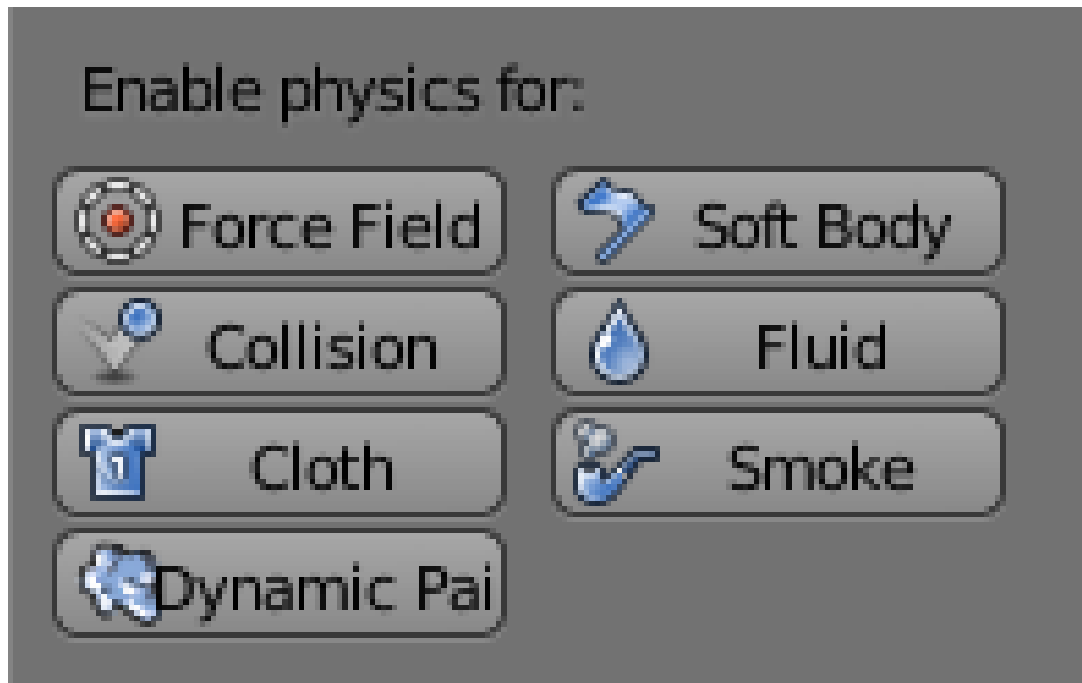 Enable physics for:
Force Field
Soft Body
Collision
Fluid
Cloth
Smoke
Dynamic Pai